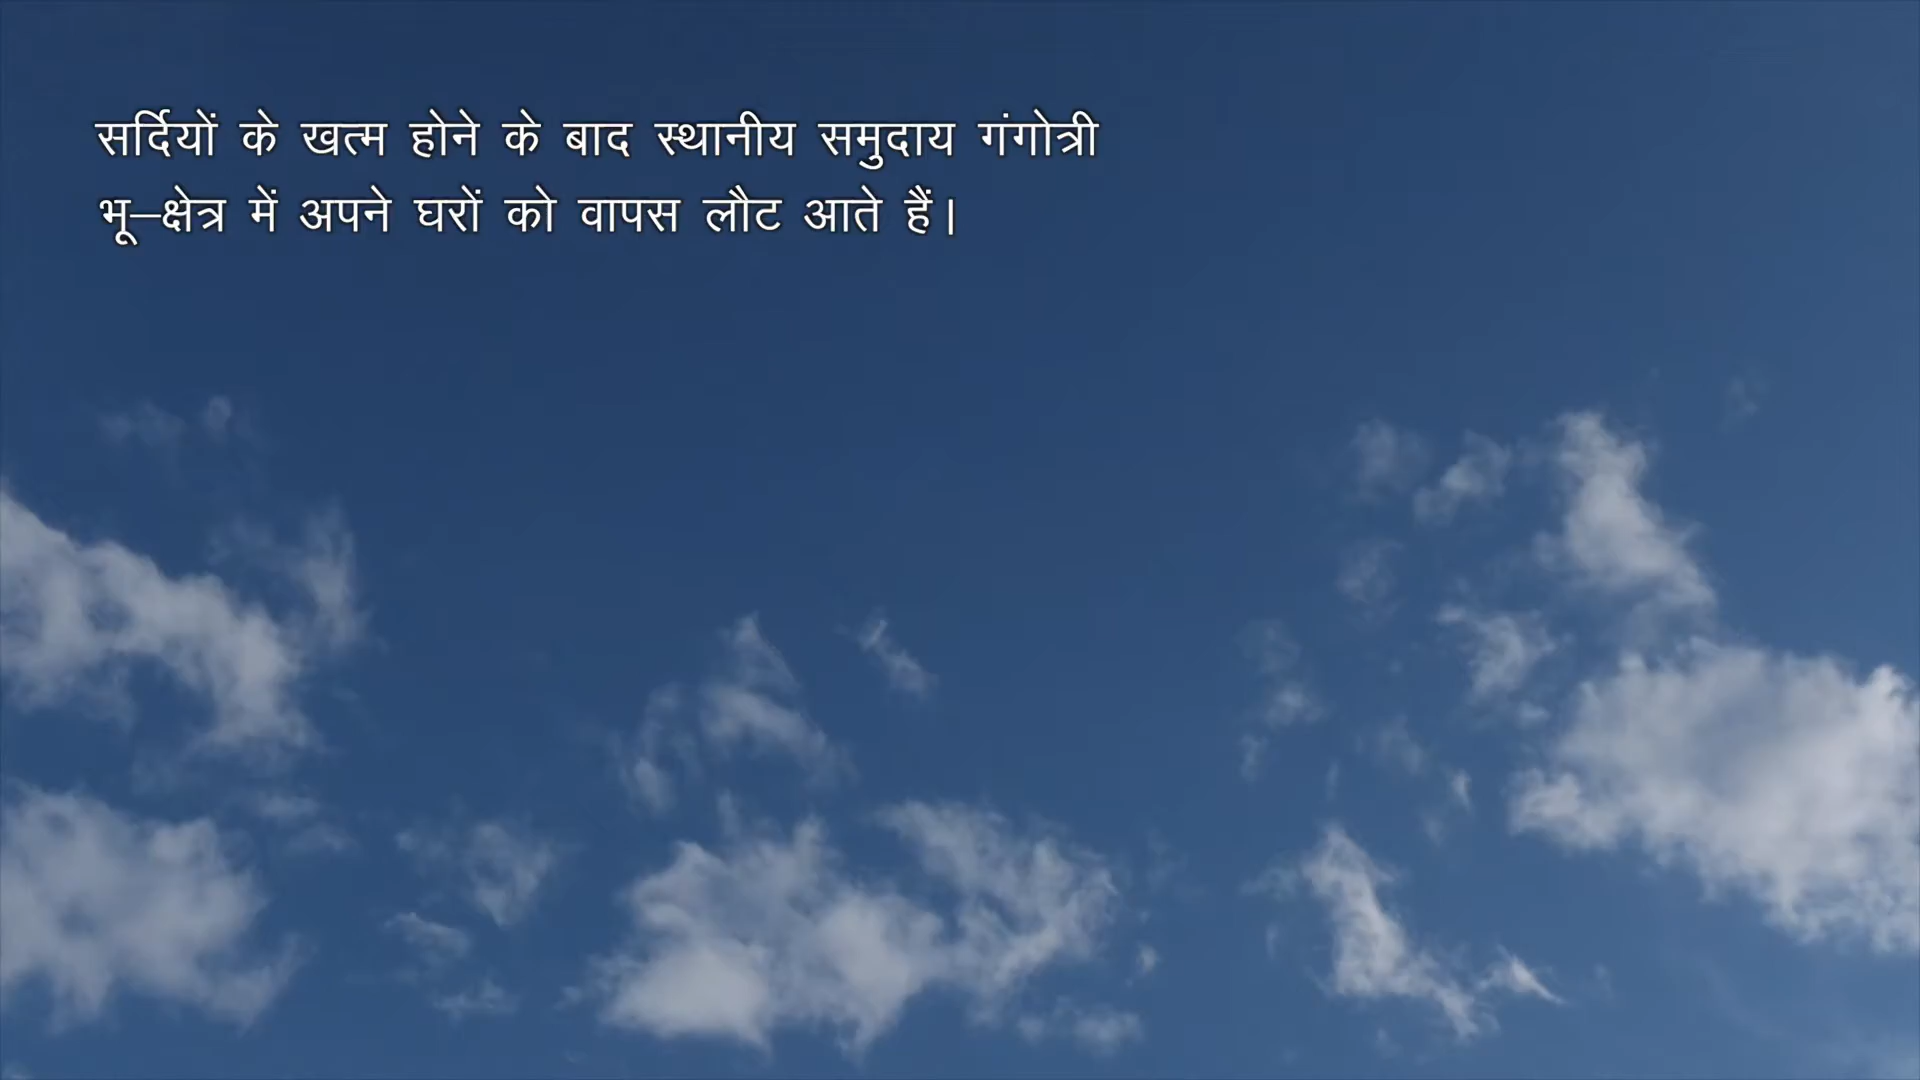 सर्दियों के खत्म होने के बाद स्थानीय समुदाय गंगोत्री
भू–क्षेत्र में अपने घरों को वापस लौट आते हैं।